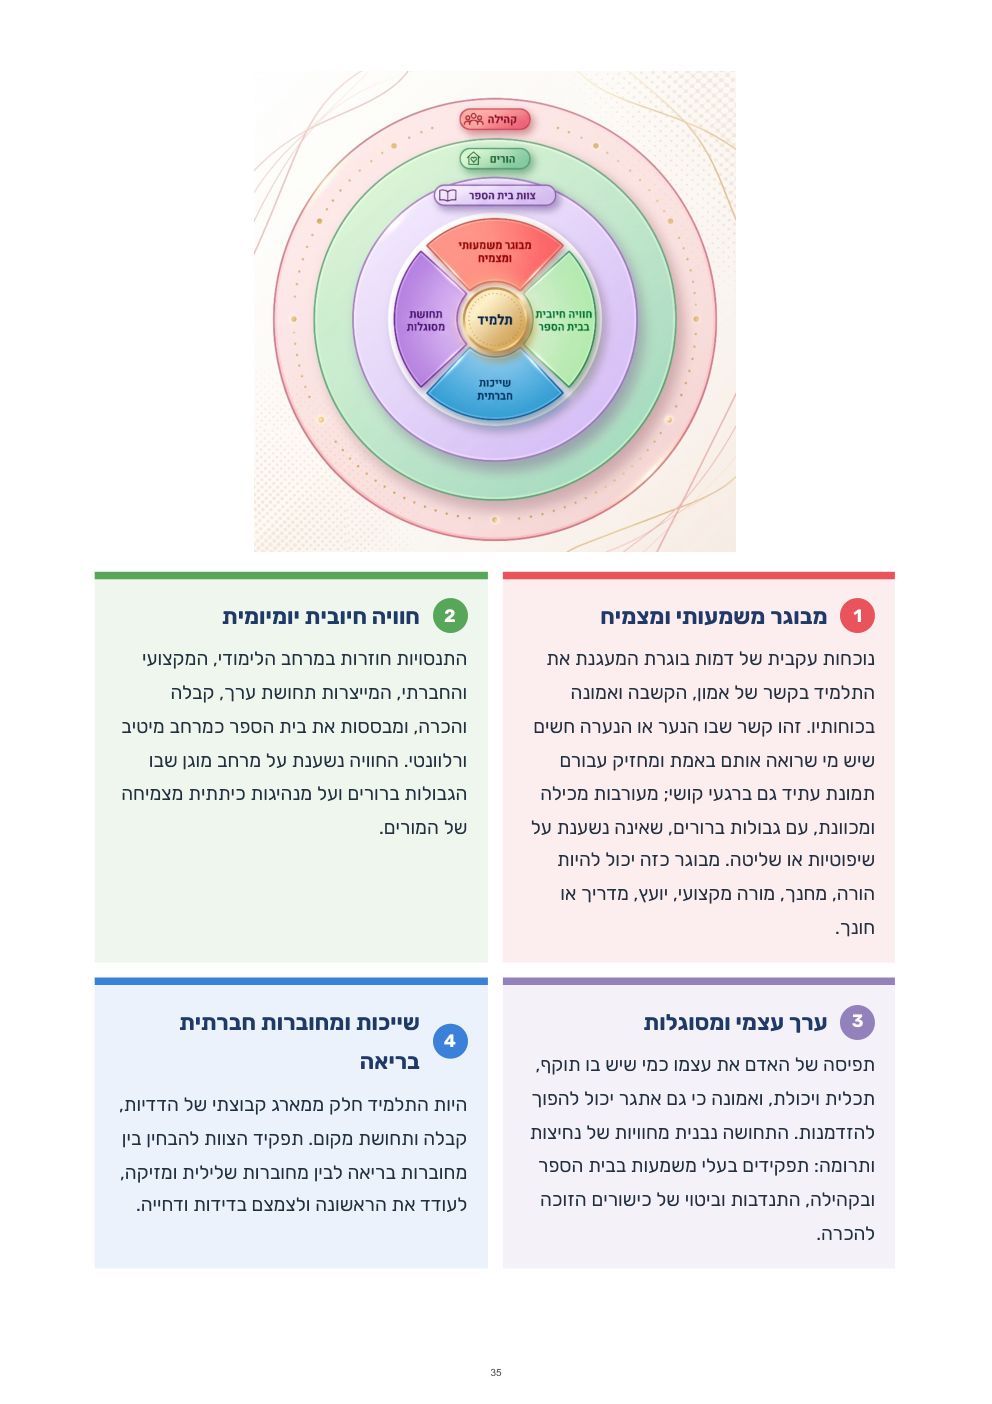 קהילה
הורים
צוות בית הספר
מבוגר משמעותי
ומצמיח
חוויה חיובית
בבית הספר
תלמיד
תחושת
מסוגלות
שייכות
חברתית
1 מבוגר משמעותי ומצמיח
נוכחות עקבית של דמות בוגרת המעגנת את
התלמיד בקשר של אמון, הקשבה ואמונה
בכוחותיו. זהו קשר שבו הנער או הנערה חשים
שיש מי שרואה אותם באמת ומחזיק עבורם
תמונת עתיד גם ברגעי קושי; מעורבות מכילה
ומכוונת, עם גבולות ברורים, שאינה נשענת על
שיפוטיות או שליטה. מבוגר כזה יכול להיות
הורה, מחנך, מורה מקצועי, יועץ, מדריך או
חונך.
2 חוויה חיובית יומיומית
התנסויות חוזרות במרחב הלימודי, המקצועי
והחברתי, המייצרות תחושת ערך, קבלה
והכרה, ומבססות את בית הספר כמרחב מיטיב
ורלוונטי. החוויה נשענת על מרחב מוגן שבו
הגבולות ברורים ועל מנהיגות כיתתית מצמיחה
של המורים.
3 ערך עצמי ומסוגלות
תפיסה של האדם את עצמו כמי שיש בו תוקף,
תכלית ויכולת, ואמונה כי גם אתגר יכול להפוך
להזדמנות. התחושה נבנית מחוויות של נחיצות
ותרומה: תפקידים בעלי משמעות בבית הספר
ובקהילה, התנדבות וביטוי של כישורים הזוכה
להכרה.
4 שייכות ומחוברות חברתית
בריאה
היות התלמיד חלק ממארג קבוצתי של הדדיות,
קבלה ותחושת מקום. תפקיד הצוות להבחין בין
מחוברות בריאה לבין מחוברות שלילית ומזיקה,
לעודד את הראשונה ולצמצם בדידות ודחייה.
35